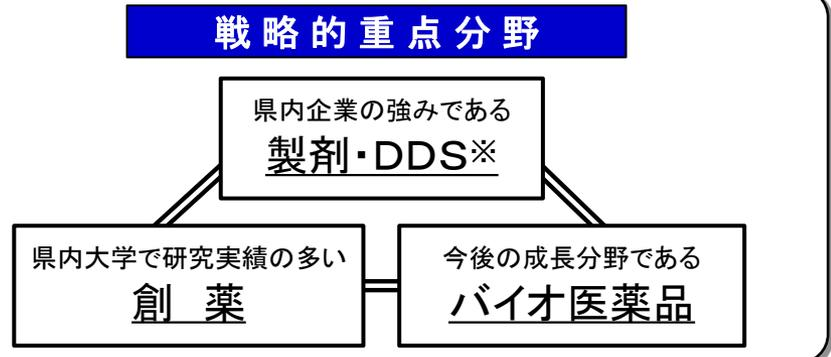 戦略的重点分野
県内企業の強みである
製剤・DDS※
県内大学で研究実績の多い
創　薬
今後の成長分野である
バイオ医薬品